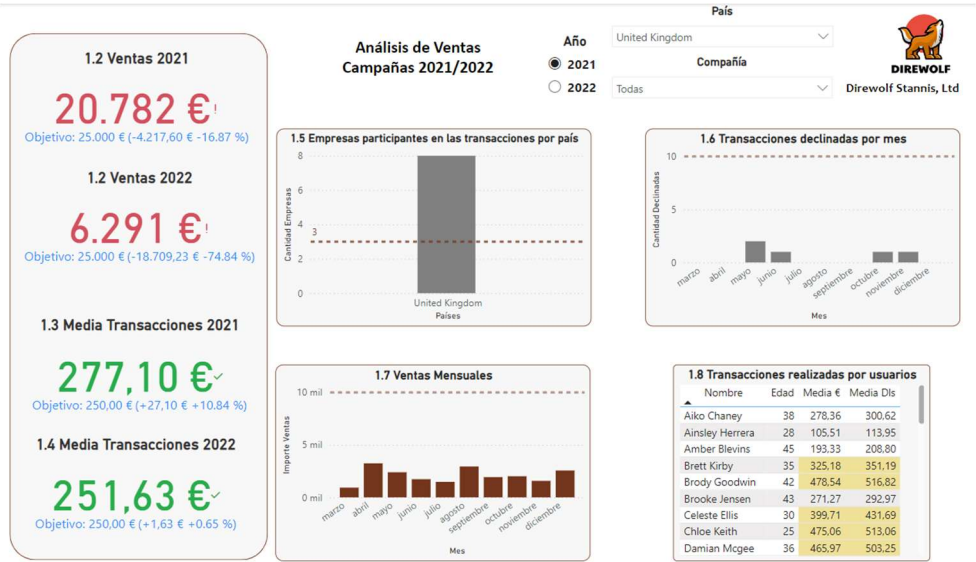 Análisis de Ventas
Campañas 2021/2022
Año
2021
2022
País
United Kingdom
Compañía
Todas
DIREWOLF
Direwolf Stannis, Ltd
1.2 Ventas 2021
20.782 €!
Objetivo: 25.000 € (-4.217,60 € -16.87 %)
1.2 Ventas 2022
6.291 €!
Objetivo: 25.000 € (-18.709,23 € -74.84 %)
1.3 Media Transacciones 2021
277,10 €
Objetivo: 250,00 € (+27,10 € +10.84 %)
1.4 Media Transacciones 2022
251,63 €
Objetivo: 250,00 € (+1,63 € +0.65 %)
1.5 Empresas participantes en las transacciones por país
Cantidad Empresas
8
6
4
3
2
0
United Kingdom
Países
1.6 Transacciones declinadas por mes
Cantidad Declinadas
10
5
0
marzo
abril
mayo
junio
julio
agosto
septiembre
octubre
noviembre
diciembre
Mes
1.7 Ventas Mensuales
Importe Ventas
10 mil
5 mil
0 mil
marzo
abril
mayo
junio
julio
agosto
septiembre
octubre
noviembre
diciembre
Mes
1.8 Transacciones realizadas por usuarios
Nombre Edad Media € Media Dls
Aiko Chaney 38 278,36 300,62
Ainsley Herrera 28 105,51 113,95
Amber Blevins 45 193,33 208,80
Brett Kirby 35 325,18 351,19
Brody Goodwin 42 478,54 516,82
Brooke Jensen 43 271,27 292,97
Celeste Ellis 30 399,71 431,69
Chloe Keith 25 475,06 513,06
Damian Mcgee 36 465,97 503,25